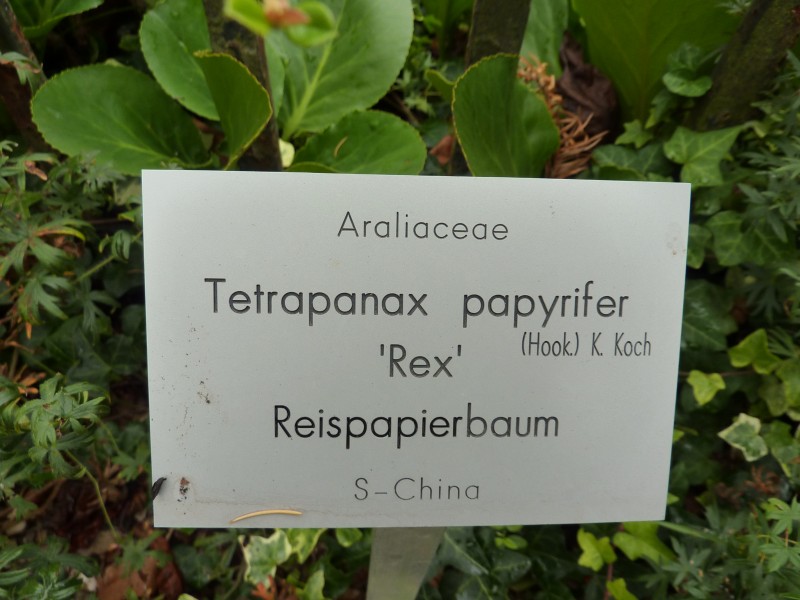 Araliaceae
Tetrapanax papyrifer
'Rex' (Hook.) K. Koch
Reispapierbaum
S-China